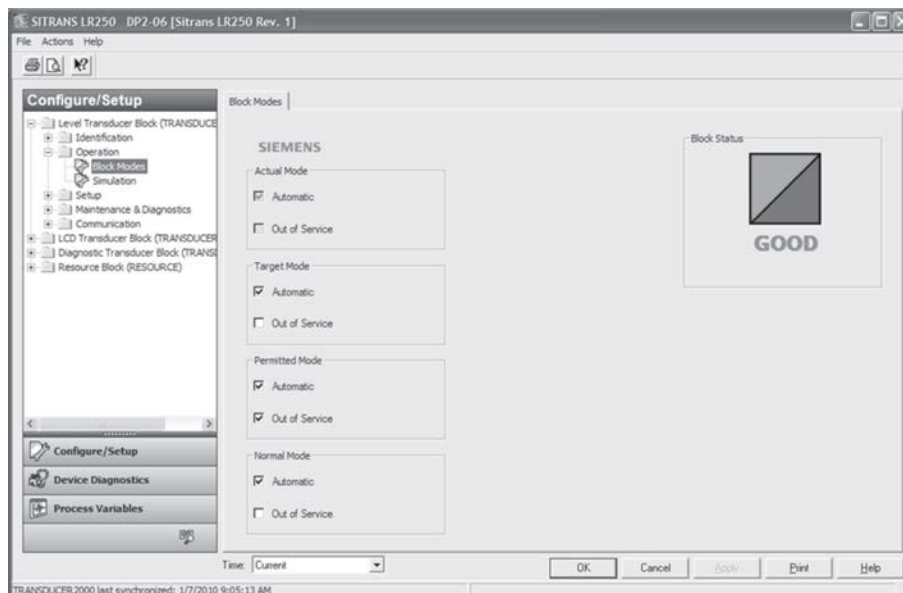 SITRANS LR250 DP2-06 [Sitrans LR250 Rev. 1]
File Actions Help
Configure/Setup
Level Transducer Block (TRANSDUCE
Identification
Operation
Block Modes
Simulation
Setup
Maintenance & Diagnostics
Communication
LCD Transducer Block (TRANSDUCER
Diagnostic Transducer Block (TRANS
Resource Block (RESOURCE)
Configure/Setup
Device Diagnostics
Process Variables
Block Modes
SIEMENS
Actual Mode
Automatic
Out of Service
Target Mode
Automatic
Out of Service
Permitted Mode
Automatic
Out of Service
Normal Mode
Automatic
Out of Service
Block Status
GOOD
Time: Current
OK Cancel Apply Print Help
TRANSDUCER2000 last synchronized: 1/7/2010 9:05:13 AM